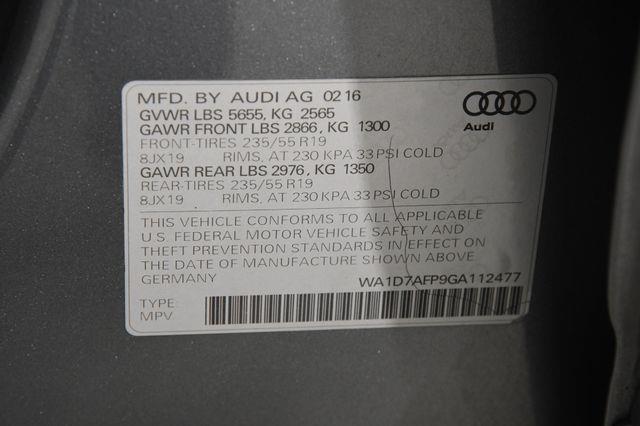 MFD. BY AUDI AG 02 16
GVWR LBS 5655, KG 2565
GAWR FRONT LBS 2866, KG 1300
FRONT-TIRES 235/55 R19
8JX19 RIMS, AT 230 KPA 33 PSI COLD
GAWR REAR LBS 2976, KG 1350
REAR-TIRES 235/55 R19
8JX19 RIMS, AT 230 KPA 33 PSI COLD
Audi
THIS VEHICLE CONFORMS TO ALL APPLICABLE
U.S. FEDERAL MOTOR VEHICLE SAFETY AND
THEFT PREVENTION STANDARDS IN EFFECT ON
THE DATE OF MANUFACTURE SHOWN ABOVE.
GERMANY
WA1D7AFP9GA112477
TYPE:
MPV